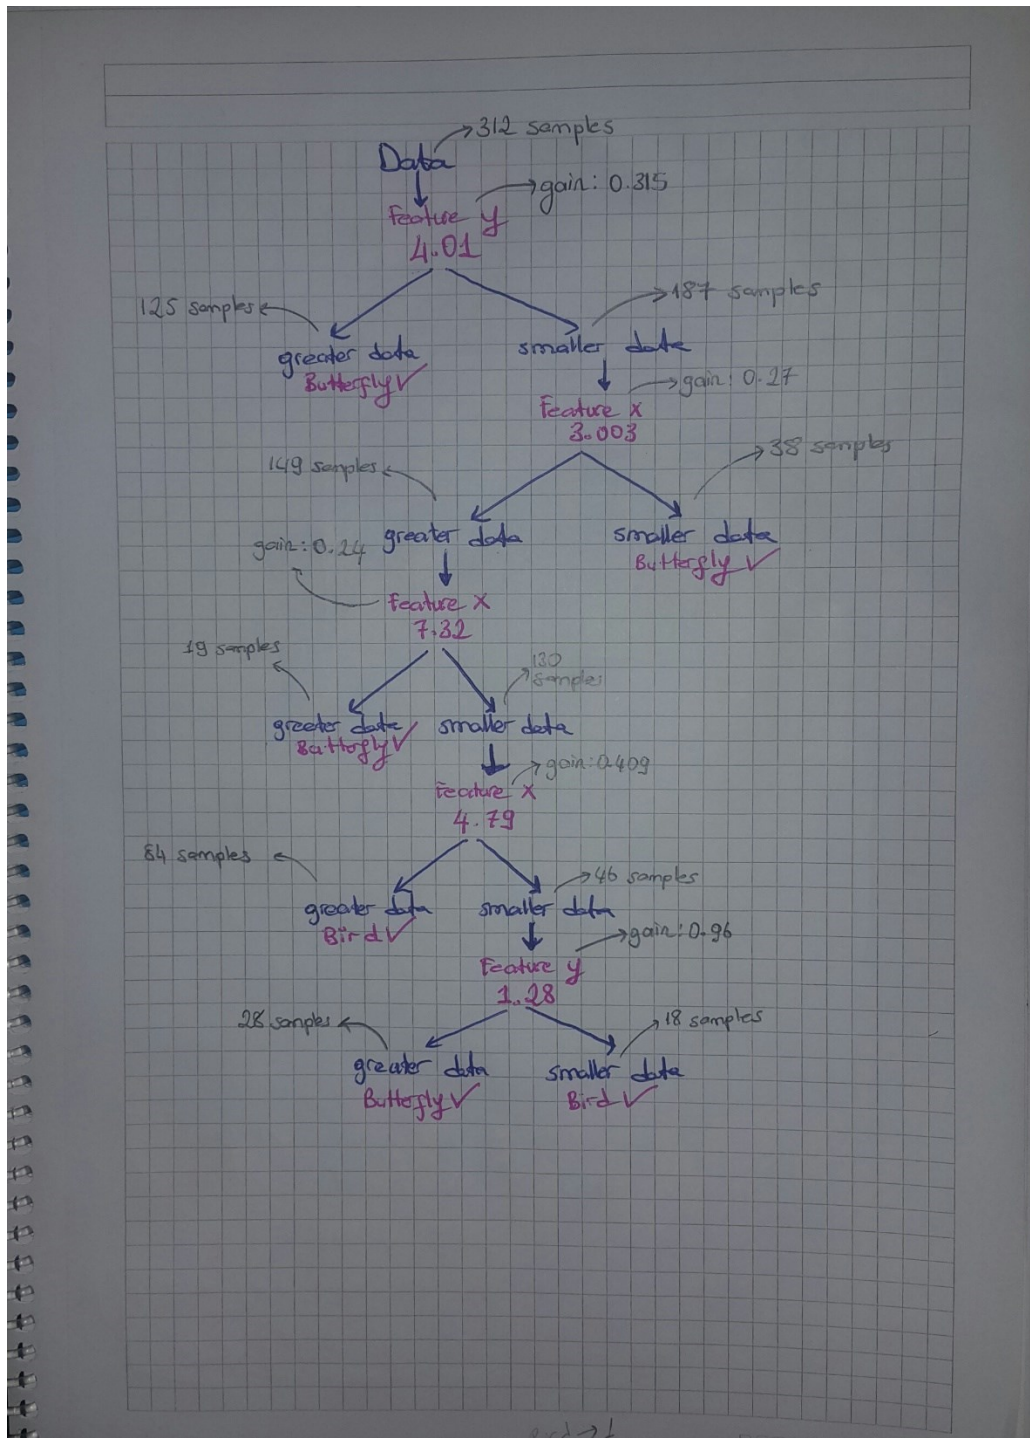 312 samples
Data
gain: 0.315
Feature y
4.01
125 samples
187 samples
greater data
smaller data
Butterfly ✓
gain: 0.27
Feature x
3.003
38 samples
149 samples
gain: 0.24
greater data
smaller data
Butterfly ✓
Feature x
7.32
19 samples
130
samples
greater data
smaller data
Butterfly ✓
gain: 0.409
Feature x
4.79
84 samples
46 samples
greater data
smaller data
Bird ✓
gain: 0.96
Feature y
1.28
28 samples
18 samples
greater data
smaller data
Butterfly ✓
Bird ✓